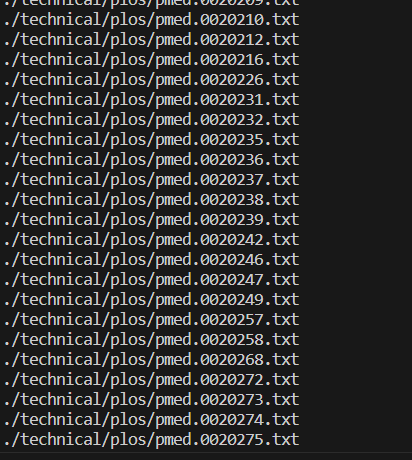 ./technical/plos/pmed.0020209.txt
./technical/plos/pmed.0020210.txt
./technical/plos/pmed.0020212.txt
./technical/plos/pmed.0020216.txt
./technical/plos/pmed.0020226.txt
./technical/plos/pmed.0020231.txt
./technical/plos/pmed.0020232.txt
./technical/plos/pmed.0020235.txt
./technical/plos/pmed.0020236.txt
./technical/plos/pmed.0020237.txt
./technical/plos/pmed.0020238.txt
./technical/plos/pmed.0020239.txt
./technical/plos/pmed.0020242.txt
./technical/plos/pmed.0020246.txt
./technical/plos/pmed.0020247.txt
./technical/plos/pmed.0020249.txt
./technical/plos/pmed.0020257.txt
./technical/plos/pmed.0020258.txt
./technical/plos/pmed.0020268.txt
./technical/plos/pmed.0020272.txt
./technical/plos/pmed.0020273.txt
./technical/plos/pmed.0020274.txt
./technical/plos/pmed.0020275.txt